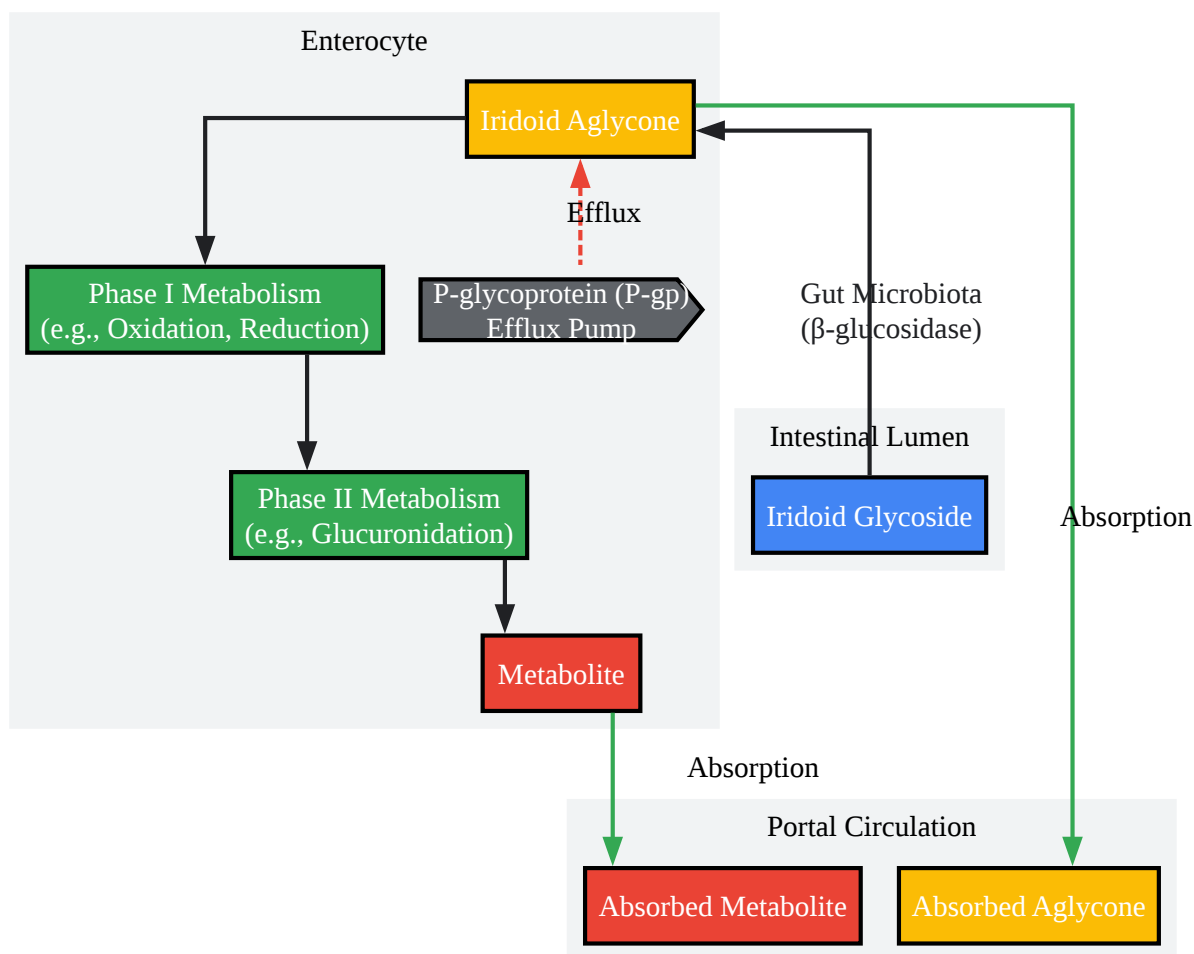 Enterocyte
Iridoid Aglycone
Efflux
Phase I Metabolism
(e.g., Oxidation, Reduction)
P-glycoprotein (P-gp)
Efflux Pump
Gut Microbiota
(β-glucosidase)
Intestinal Lumen
Iridoid Glycoside
Absorption
Phase II Metabolism
(e.g., Glucuronidation)
Metabolite
Absorption
Portal Circulation
Absorbed Metabolite
Absorbed Aglycone